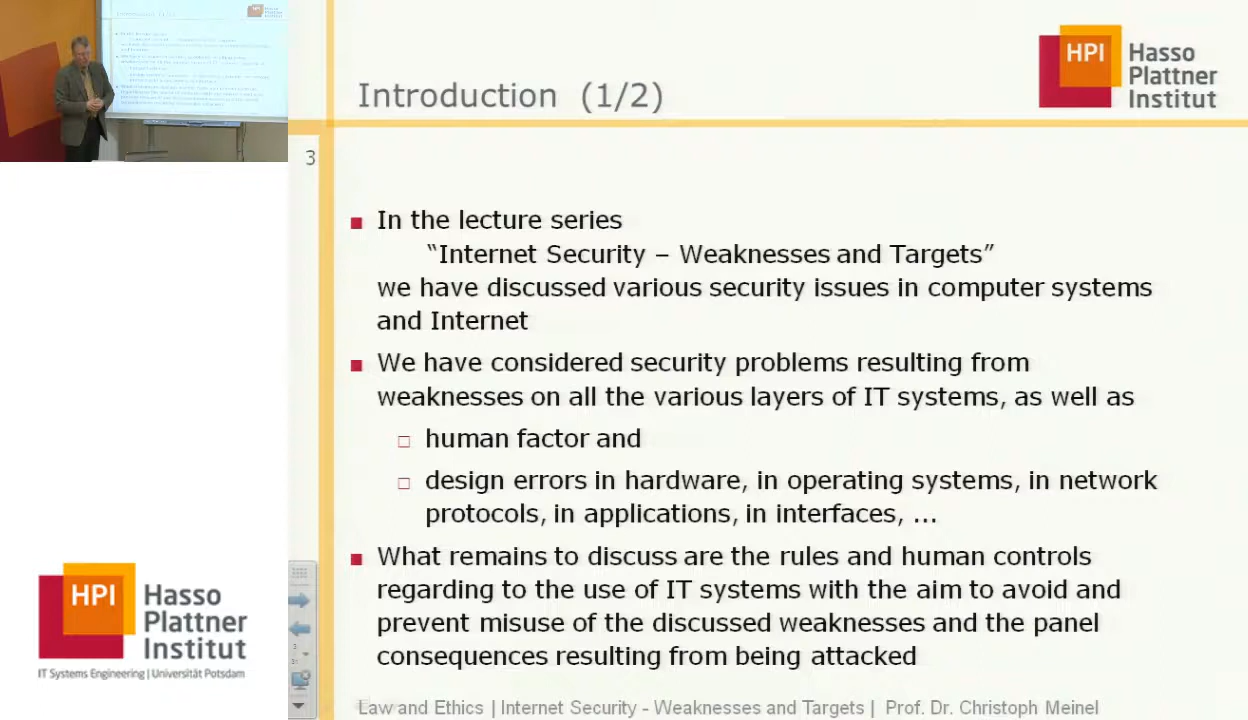 Introduction (1/2)
HPI Hasso
Plattner
Institut
3
■ In the lecture series
“Internet Security – Weaknesses and Targets”
we have discussed various security issues in computer systems
and Internet
■ We have considered security problems resulting from
weaknesses on all the various layers of IT systems, as well as
□ human factor and
□ design errors in hardware, in operating systems, in network
protocols, in applications, in interfaces, ...
■ What remains to discuss are the rules and human controls
regarding to the use of IT systems with the aim to avoid and
prevent misuse of the discussed weaknesses and the panel
consequences resulting from being attacked
HPI Hasso
Plattner
Institut
IT Systems Engineering | Universität Potsdam
Law and Ethics | Internet Security - Weaknesses and Targets | Prof. Dr. Christoph Meinel